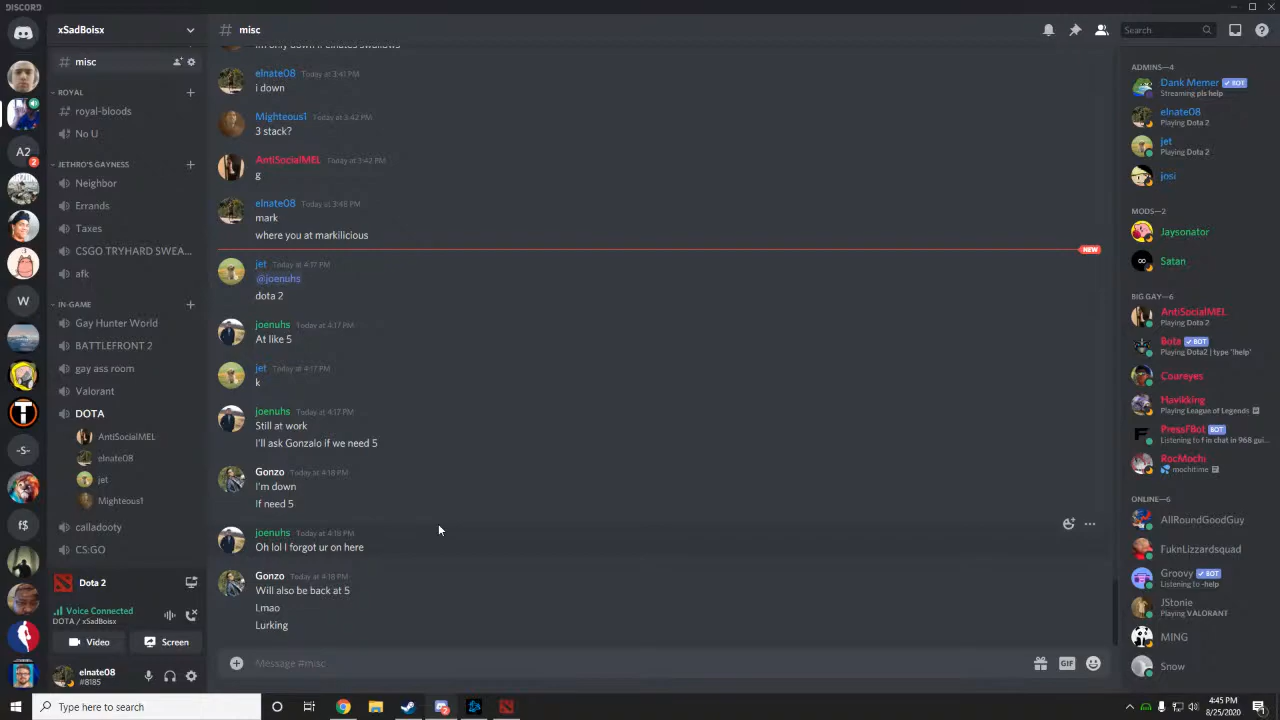 DISCORD
xSadBoisx
# misc
Search
misc
ROYAL
royal-bloods
No U
JETHRO'S GAYNESS
Neighbor
Errands
Taxes
CSGO TRYHARD SWEA...
afk
IN-GAME
Gay Hunter World
BATTLEFRONT 2
gay ass room
Valorant
DOTA
AntiSocialMEL
elnate08
jet
Mighteous1
calladooty
CS:GO
Dota 2
Voice Connected
DOTA / xSadBoisx
Video
Screen
elnate08
#8185
A2
2
W
-S-
f$
I'm only down if elnates swallows
elnate08 Today at 3:41 PM
i down
Mighteous1 Today at 3:42 PM
3 stack?
AntiSocialMEL Today at 3:42 PM
g
elnate08 Today at 3:48 PM
mark
where you at markilicious
NEW
jet Today at 4:17 PM
@joenuhs
dota 2
joenuhs Today at 4:17 PM
At like 5
jet Today at 4:17 PM
k
joenuhs Today at 4:17 PM
Still at work
I'll ask Gonzalo if we need 5
Gonzo Today at 4:18 PM
I'm down
If need 5
joenuhs Today at 4:18 PM
Oh lol I forgot ur on here
Gonzo Today at 4:18 PM
Will also be back at 5
Lmao
Lurking
Message #misc
GIF
ADMINS—4
Dank Memer BOT
Streaming pls help
elnate08
Playing Dota 2
jet
Playing Dota 2
josi
MODS—2
Jaysonator
Satan
BIG GAY—6
AntiSocialMEL
Playing Dota 2
Bota BOT
Playing Dota2 | type '!help'
Coureyes
Havikking
Playing League of Legends
PressFBot BOT
Listening to f in chat in 968 gui...
RocMochi
mochitime
ONLINE—6
AllRoundGoodGuy
FuknLizzardsquad
Groovy BOT
Listening to -help
JStonie
Playing VALORANT
MING
Snow
Type here to search
4:45 PM
8/25/2020